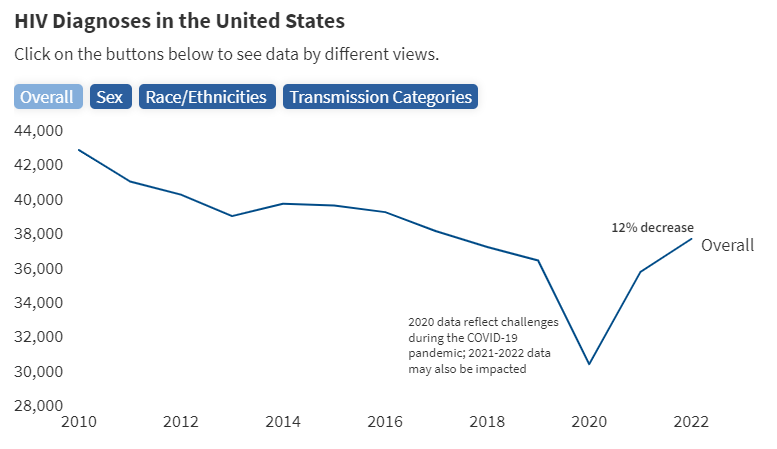 HIV Diagnoses in the United States
Click on the buttons below to see data by different views.
Overall Sex Race/Ethnicities Transmission Categories
44,000
42,000
40,000
38,000
36,000
34,000
32,000
30,000
28,000
12% decrease
Overall
2020 data reflect challenges
during the COVID-19
pandemic; 2021-2022 data
may also be impacted
2010 2012 2014 2016 2018 2020 2022